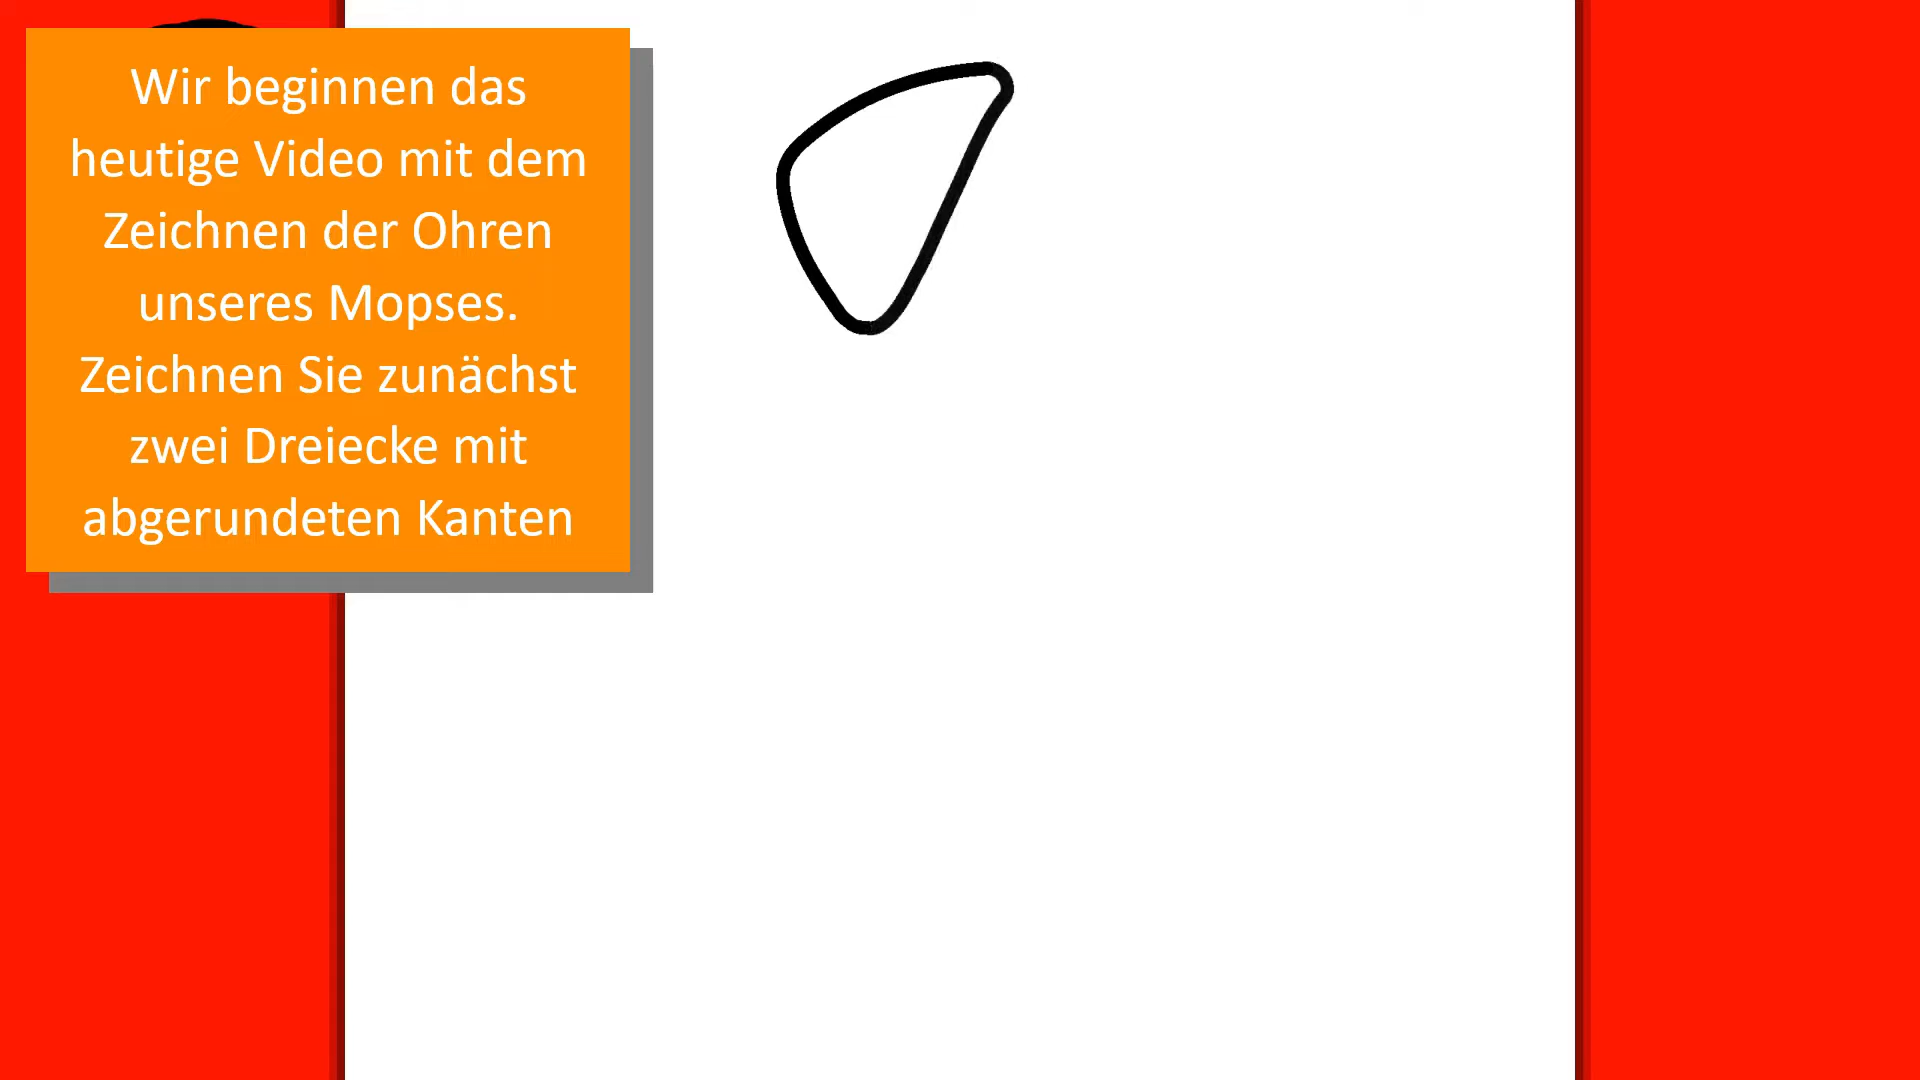 Wir beginnen das
heutige Video mit dem
Zeichnen der Ohren
unseres Mopses.
Zeichnen Sie zunächst
zwei Dreiecke mit
abgerundeten Kanten